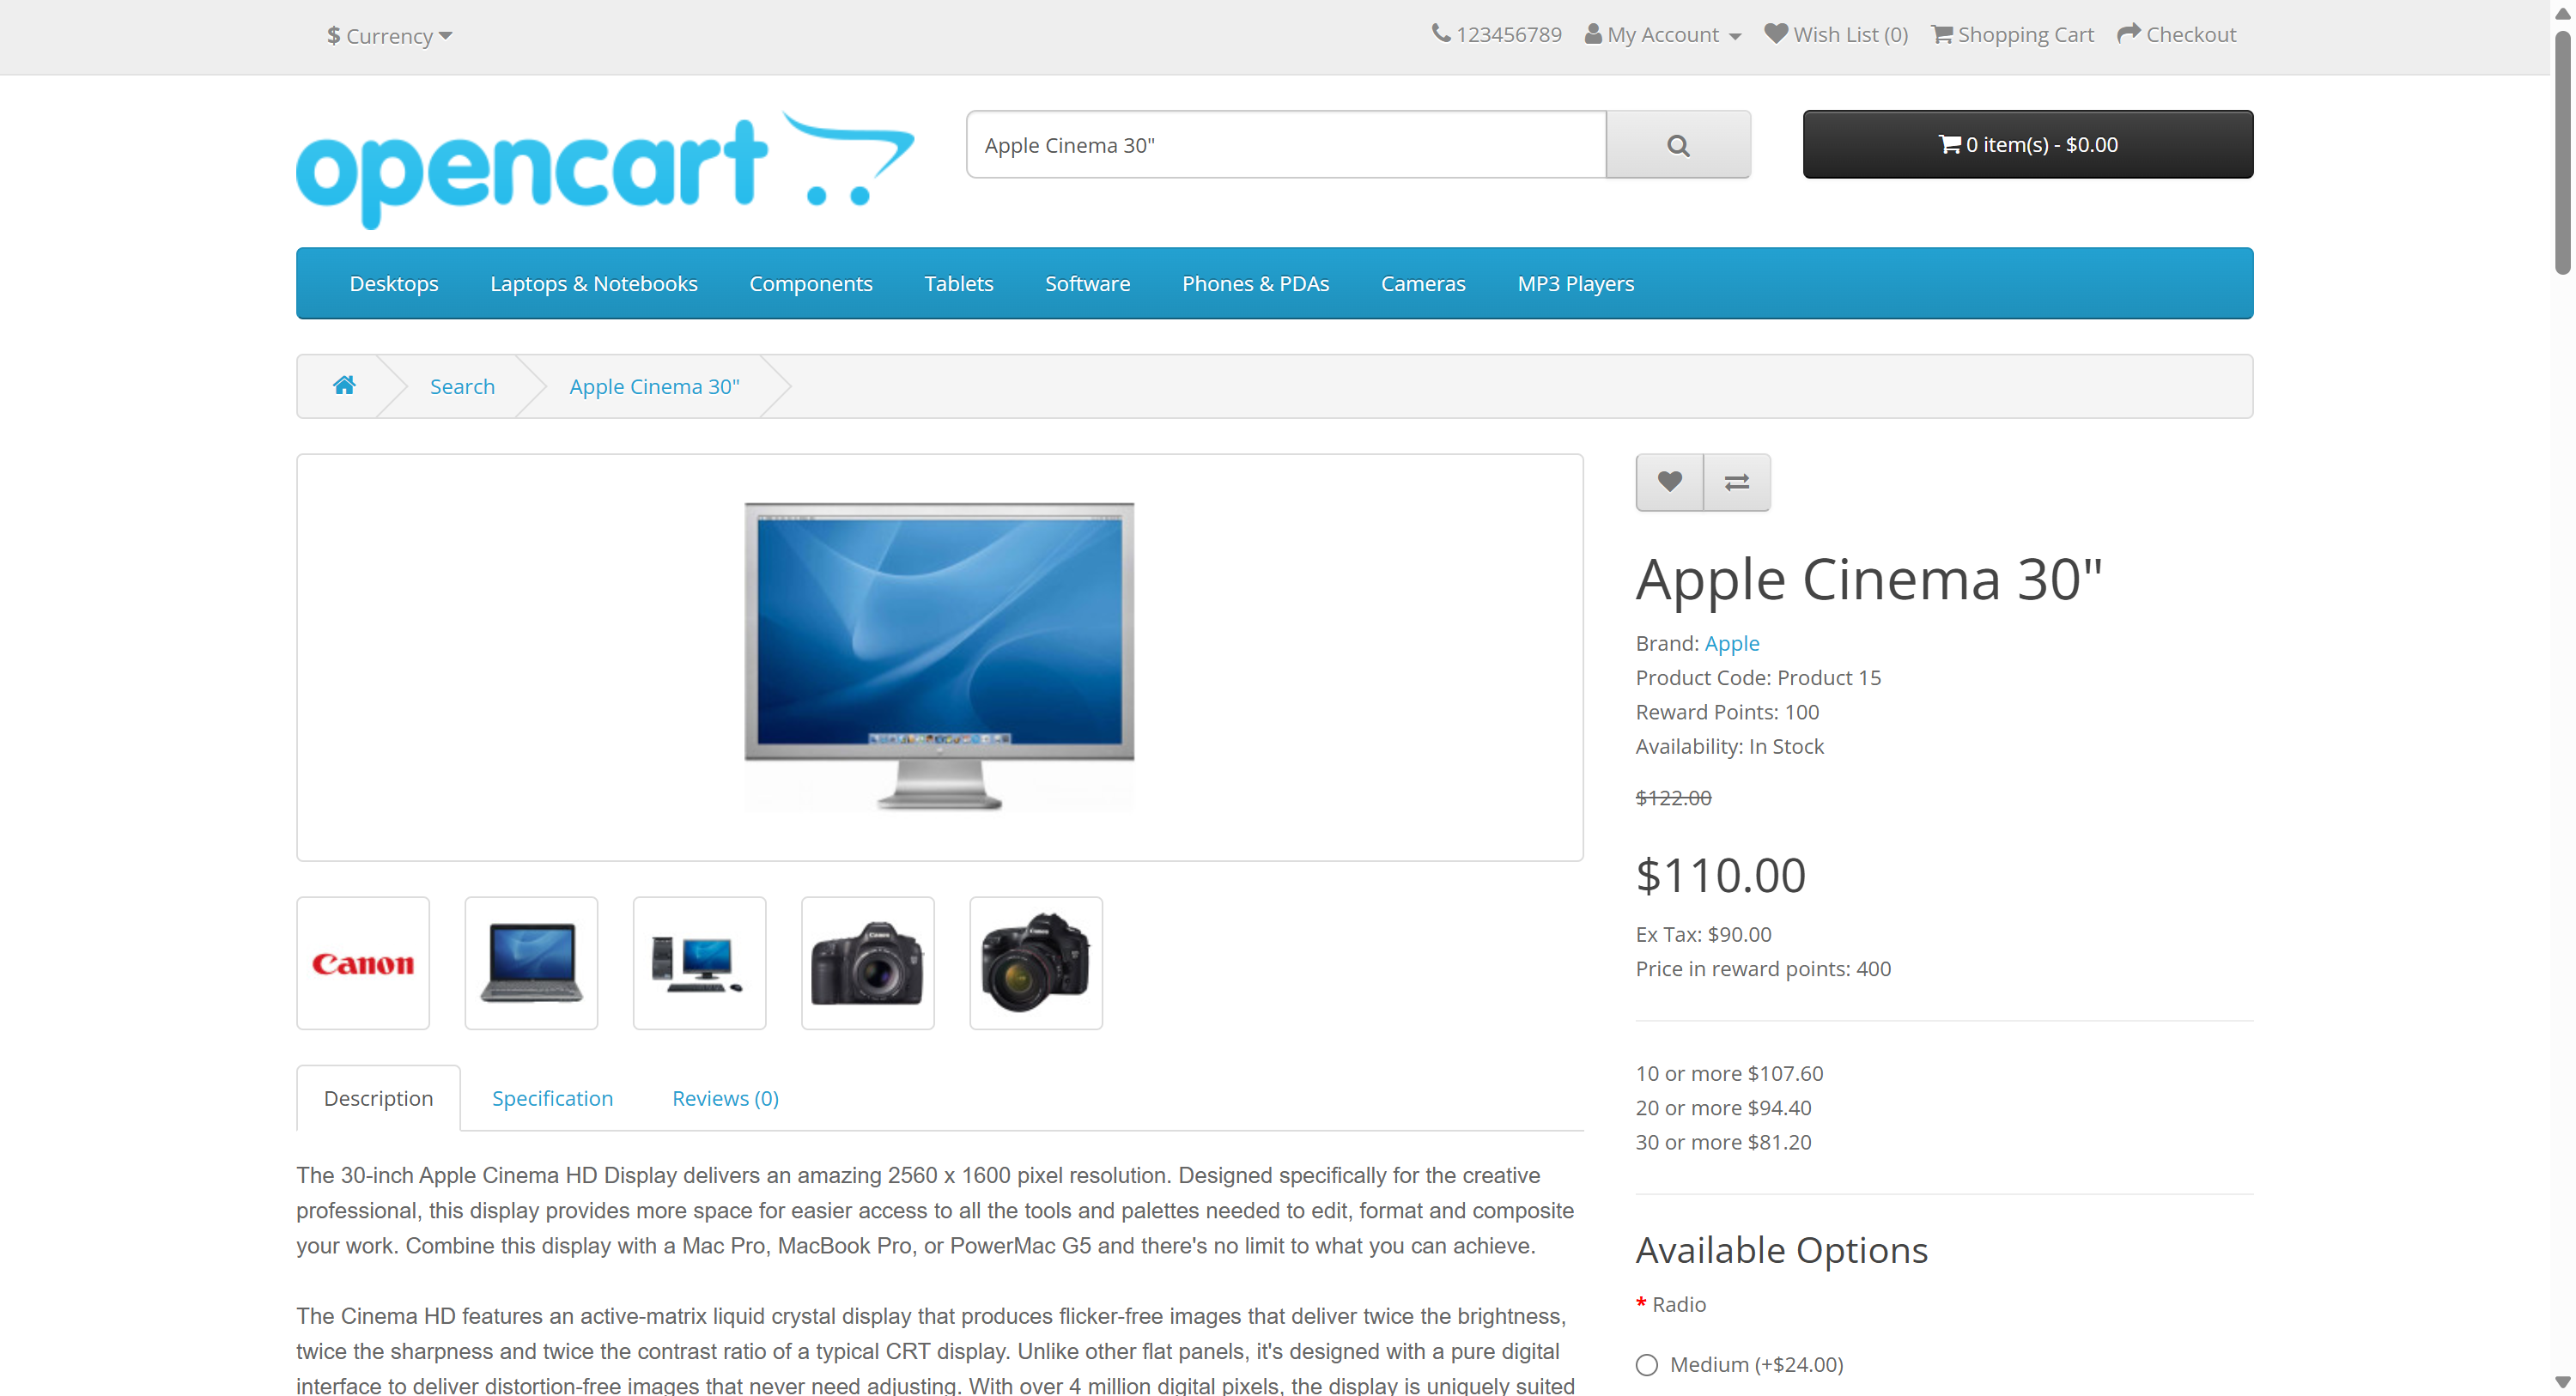 $ Currency
123456789 My Account Wish List (0) Shopping Cart Checkout
opencart
Apple Cinema 30"
0 item(s) - $0.00
Desktops Laptops & Notebooks Components Tablets Software Phones & PDAs Cameras MP3 Players
Search Apple Cinema 30"
Apple Cinema 30"
Brand: Apple
Product Code: Product 15
Reward Points: 100
Availability: In Stock
$122.00
$110.00
Ex Tax: $90.00
Price in reward points: 400
10 or more $107.60
20 or more $94.40
30 or more $81.20
Available Options
* Radio
Medium (+$24.00)
Canon
Description Specification Reviews (0)
The 30-inch Apple Cinema HD Display delivers an amazing 2560 x 1600 pixel resolution. Designed specifically for the creative
professional, this display provides more space for easier access to all the tools and palettes needed to edit, format and composite
your work. Combine this display with a Mac Pro, MacBook Pro, or PowerMac G5 and there's no limit to what you can achieve.
The Cinema HD features an active-matrix liquid crystal display that produces flicker-free images that deliver twice the brightness,
twice the sharpness and twice the contrast ratio of a typical CRT display. Unlike other flat panels, it's designed with a pure digital
interface to deliver distortion-free images that never need adjusting. With over 4 million digital pixels, the display is uniquely suited